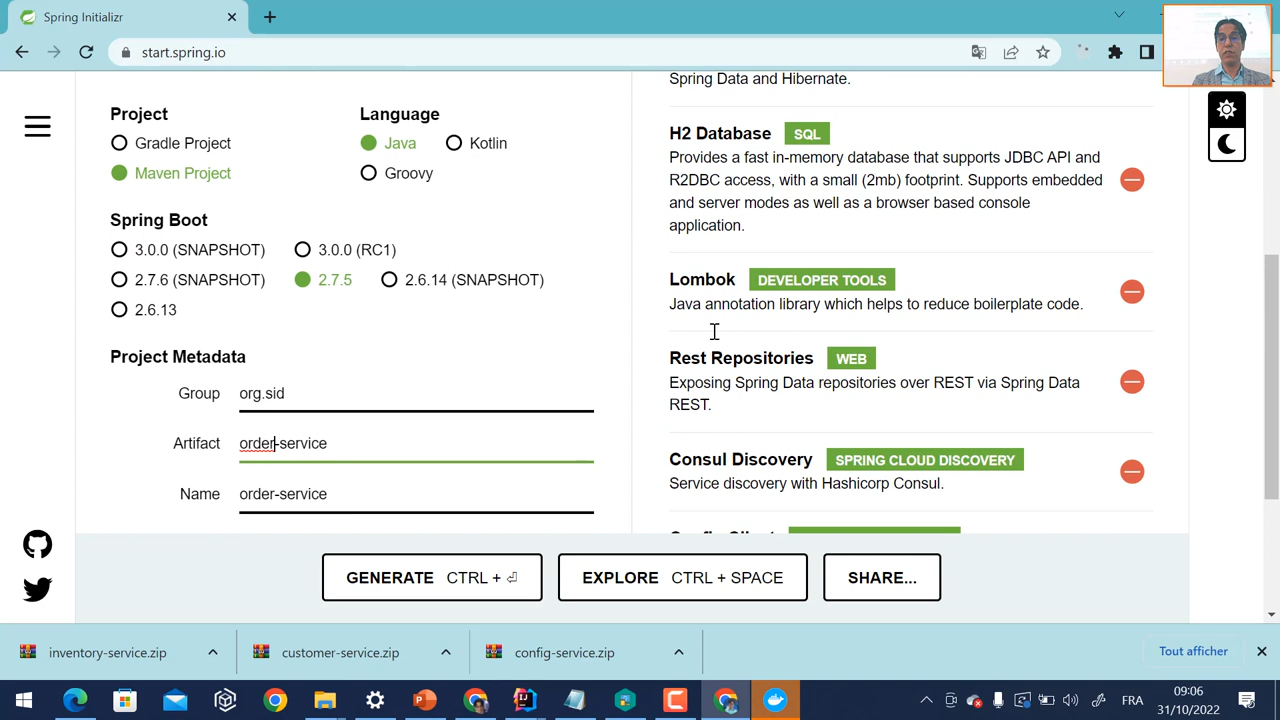 Spring Initializr
start.spring.io
Project
Gradle Project
Maven Project
Language
Java
Kotlin
Groovy
Spring Boot
3.0.0 (SNAPSHOT)
3.0.0 (RC1)
2.7.6 (SNAPSHOT)
2.7.5
2.6.14 (SNAPSHOT)
2.6.13
Project Metadata
Group org.sid
Artifact order-service
Name order-service
Spring Data and Hibernate.
H2 Database SQL
Provides a fast in-memory database that supports JDBC API and
R2DBC access, with a small (2mb) footprint. Supports embedded
and server modes as well as a browser based console
application.
Lombok DEVELOPER TOOLS
Java annotation library which helps to reduce boilerplate code.
Rest Repositories WEB
Exposing Spring Data repositories over REST via Spring Data
REST.
Consul Discovery SPRING CLOUD DISCOVERY
Service discovery with Hashicorp Consul.
GENERATE CTRL + ⏎
EXPLORE CTRL + SPACE
SHARE...
inventory-service.zip
customer-service.zip
config-service.zip
Tout afficher
FRA
09:06
31/10/2022